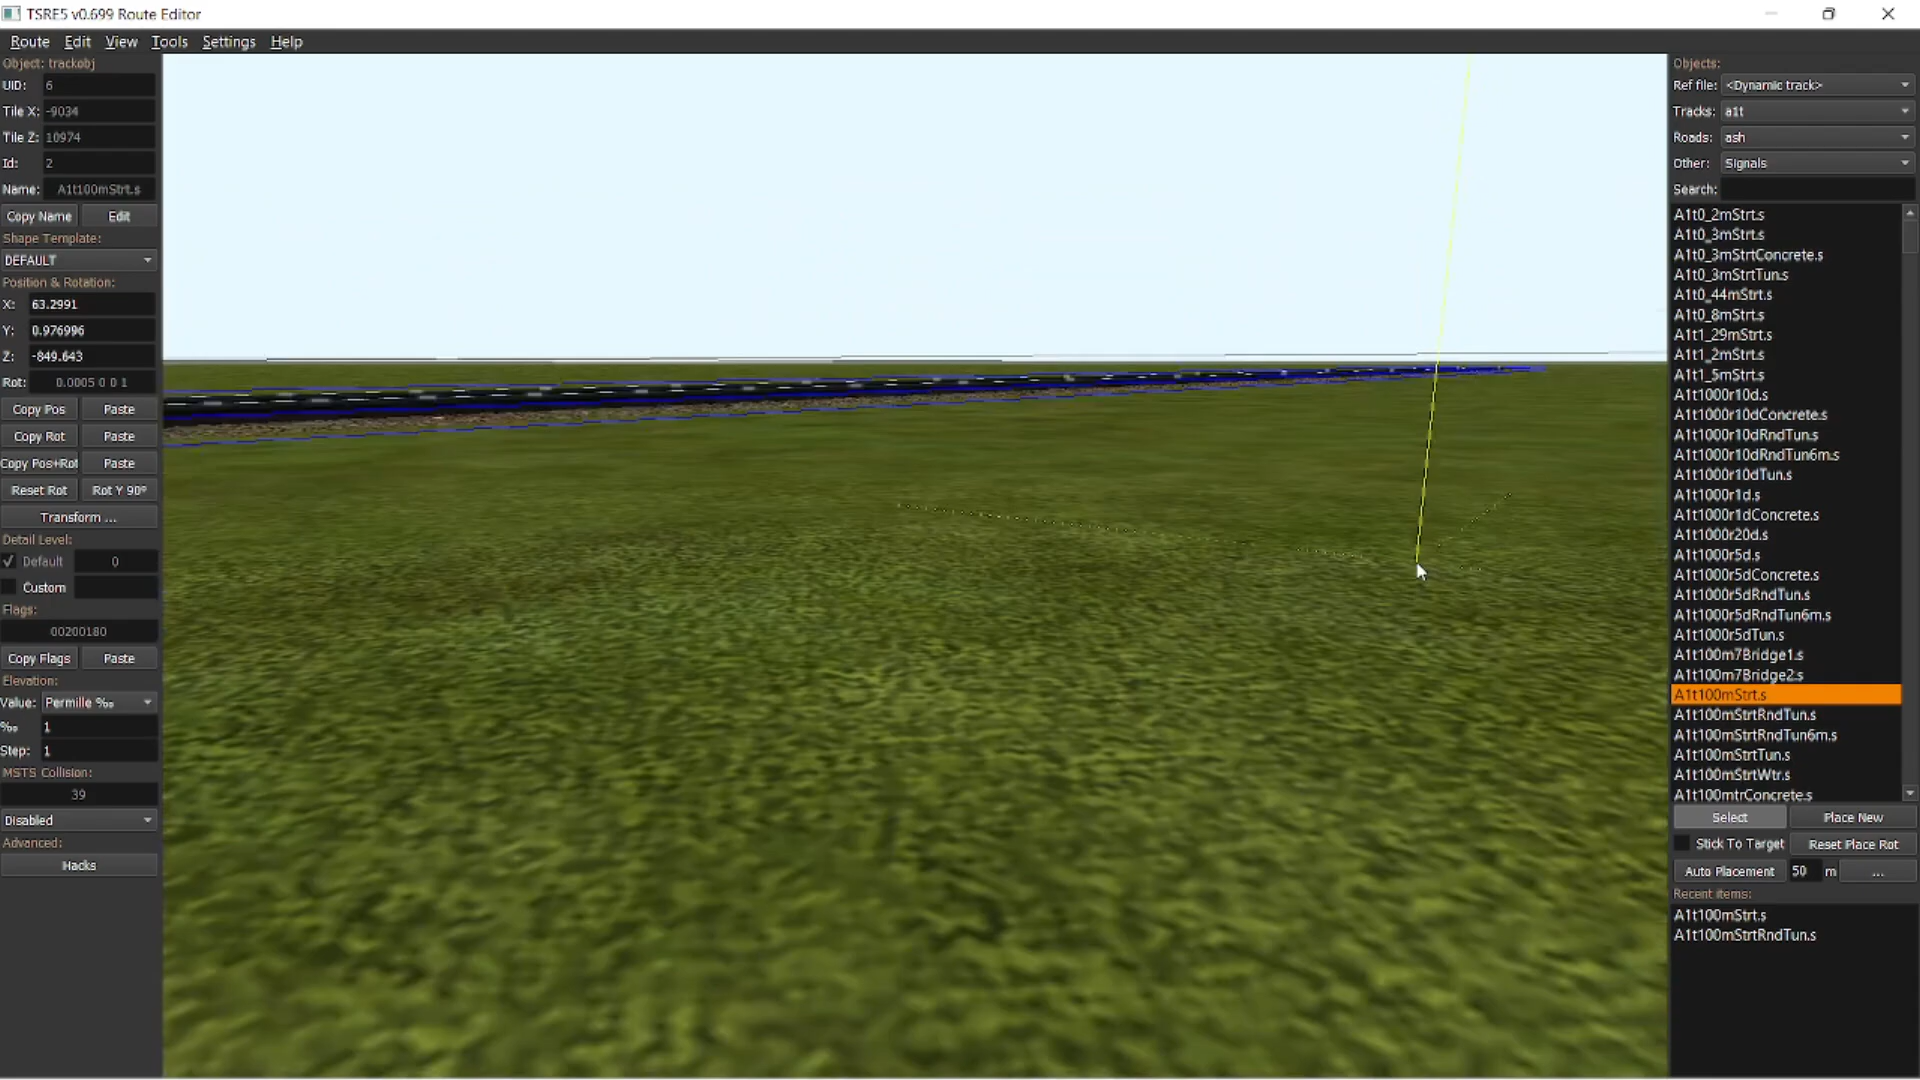 TSRE5 v0.699 Route Editor
Route Edit View Tools Settings Help
Object: trackobj
UID: 6
Tile X: -9034
Tile Z: 10974
Id: 2
Name: A1t100mStrt.s
Copy Name Edit
Shape Template:
DEFAULT
Position & Rotation:
X: 63.2991
Y: 0.976996
Z: -849.643
Rot: 0.0005 0 0 1
Copy Pos Paste
Copy Rot Paste
Copy Pos+Rot Paste
Reset Rot Rot Y 90º
Transform ...
Detail Level:
Default 0
Custom
Flags:
00200180
Copy Flags Paste
Elevation:
Value: Permille ‰
‰ 1
Step: 1
MSTS Collision:
39
Disabled
Advanced:
Hacks
Objects:
Ref file: <Dynamic track>
Tracks: a1t
Roads: ash
Other: Signals
Search:
A1t0_2mStrt.s
A1t0_3mStrt.s
A1t0_3mStrtConcrete.s
A1t0_3mStrtTun.s
A1t0_44mStrt.s
A1t0_8mStrt.s
A1t1_29mStrt.s
A1t1_2mStrt.s
A1t1_5mStrt.s
A1t1000r10d.s
A1t1000r10dConcrete.s
A1t1000r10dRndTun.s
A1t1000r10dRndTun6m.s
A1t1000r10dTun.s
A1t1000r1d.s
A1t1000r1dConcrete.s
A1t1000r20d.s
A1t1000r5d.s
A1t1000r5dConcrete.s
A1t1000r5dRndTun.s
A1t1000r5dRndTun6m.s
A1t1000r5dTun.s
A1t100m7Bridge1.s
A1t100m7Bridge2.s
A1t100mStrt.s
A1t100mStrtRndTun.s
A1t100mStrtRndTun6m.s
A1t100mStrtTun.s
A1t100mStrtWtr.s
A1t100mtrConcrete.s
Select Place New
Stick To Target Reset Place Rot
Auto Placement 50 m ...
Recent items:
A1t100mStrt.s
A1t100mStrtRndTun.s